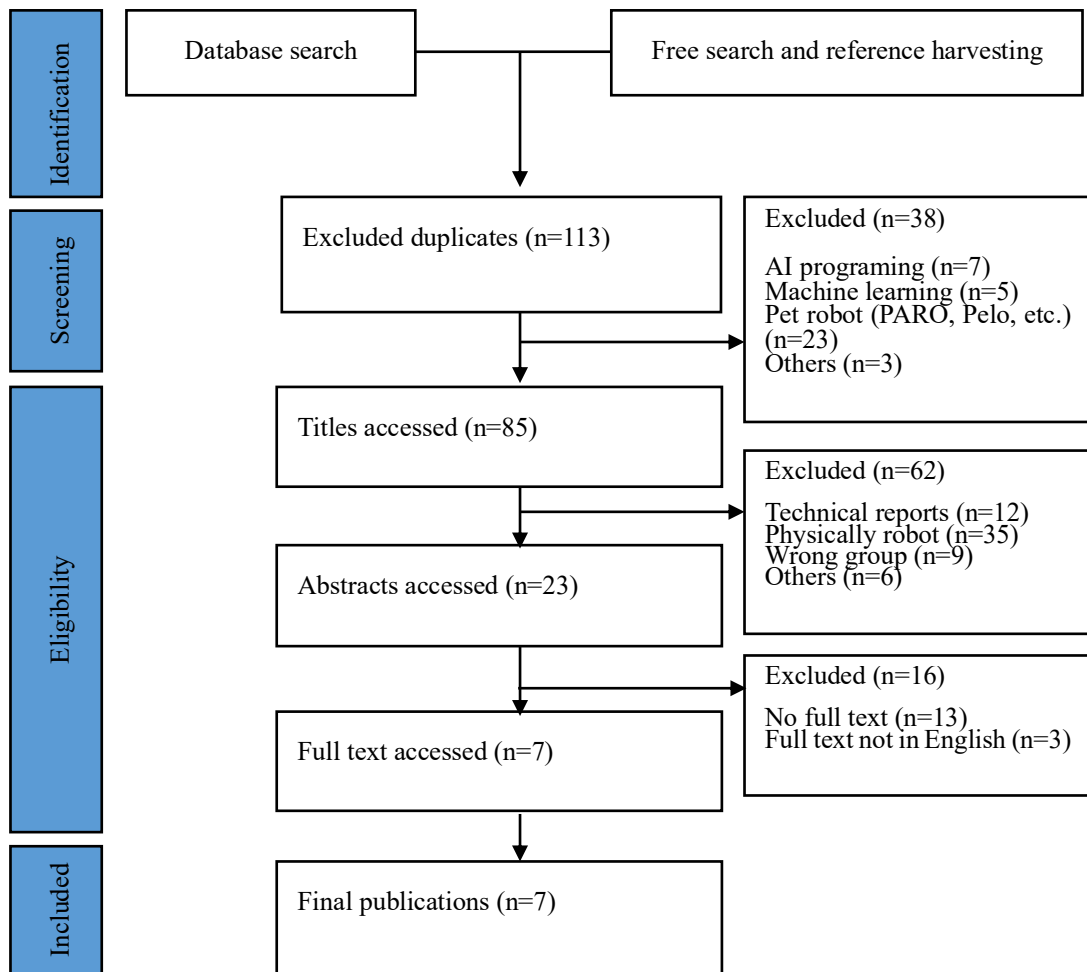 Identification
Database search
Free search and reference harvesting
Screening
Excluded duplicates (n=113)
Excluded (n=38)
AI programing (n=7)
Machine learning (n=5)
Pet robot (PARO, Pelo, etc.)
(n=23)
Others (n=3)
Eligibility
Titles accessed (n=85)
Excluded (n=62)
Technical reports (n=12)
Physically robot (n=35)
Wrong group (n=9)
Others (n=6)
Abstracts accessed (n=23)
Excluded (n=16)
No full text (n=13)
Full text not in English (n=3)
Full text accessed (n=7)
Included
Final publications (n=7)